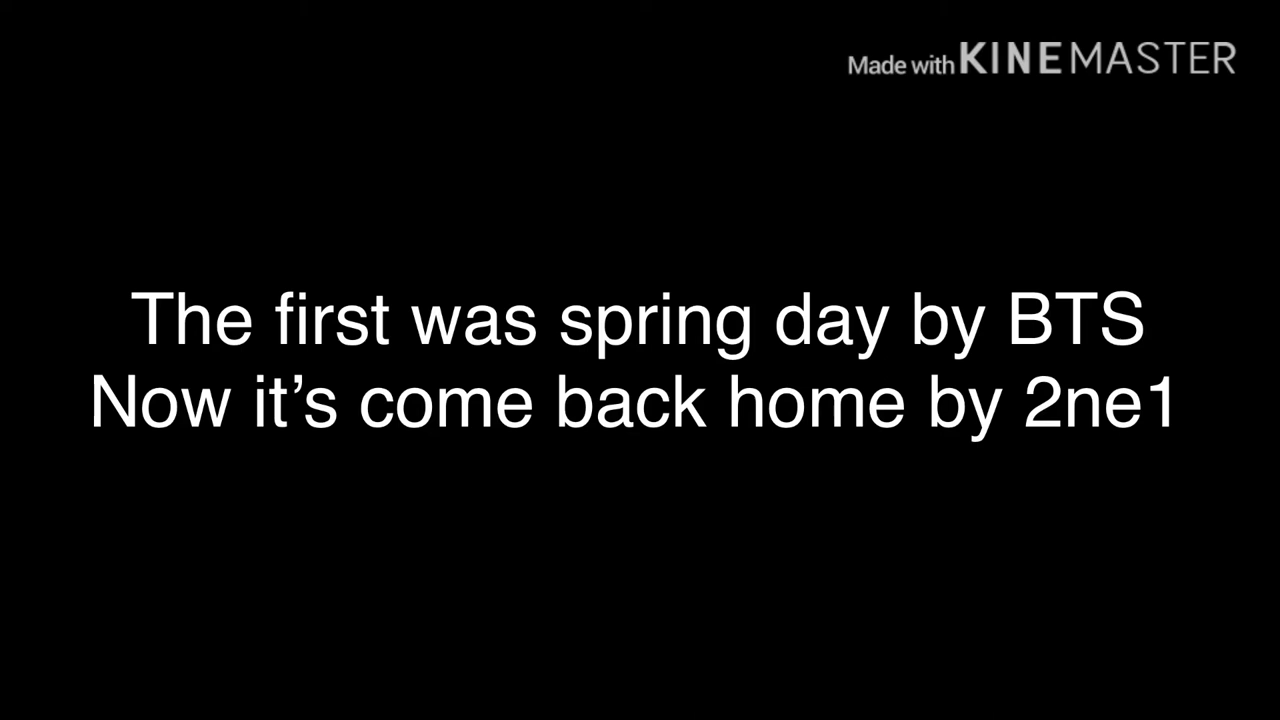 Made with KINEMASTER
The first was spring day by BTS
Now it’s come back home by 2ne1